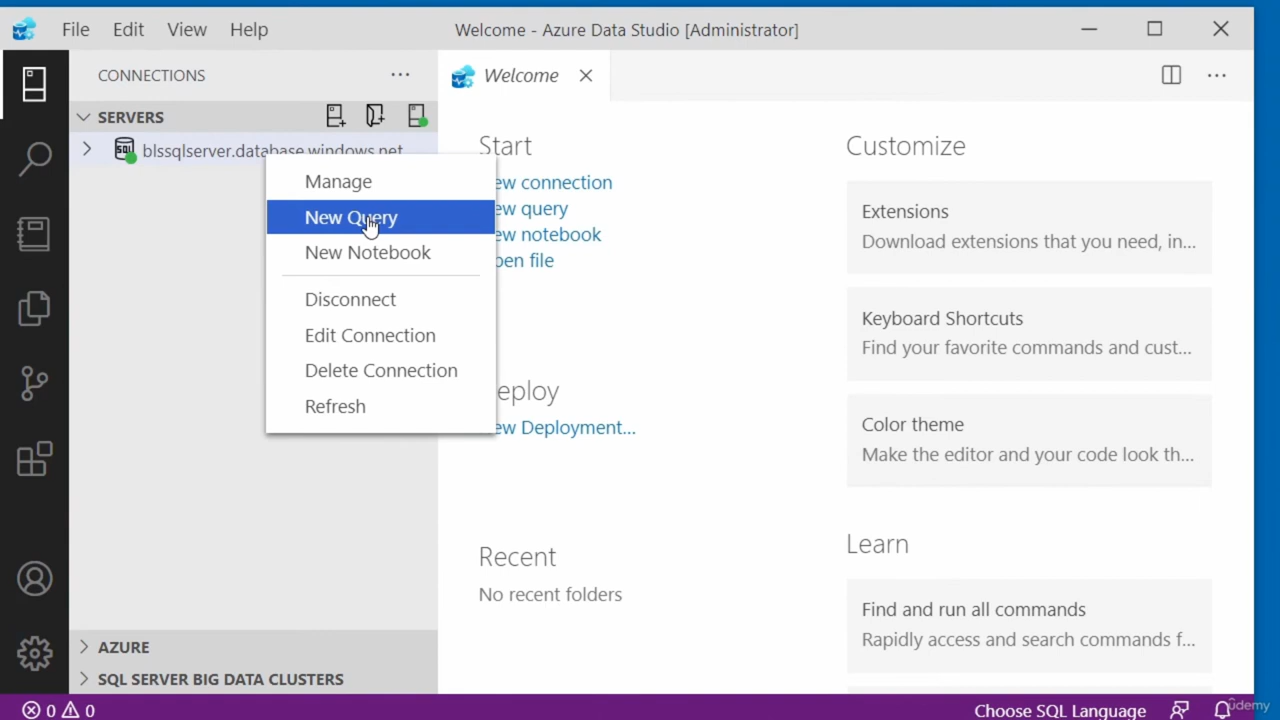 File Edit View Help
Welcome - Azure Data Studio [Administrator]
CONNECTIONS
SERVERS
SQL
blssqlserver.database.windows.net
Manage
New Query
New Notebook
Disconnect
Edit Connection
Delete Connection
Refresh
AZURE
SQL SERVER BIG DATA CLUSTERS
Welcome
Start
ew connection
ew query
ew notebook
pen file
eploy
ew Deployment...
Recent
No recent folders
Customize
Extensions
Download extensions that you need, in...
Keyboard Shortcuts
Find your favorite commands and cust...
Color theme
Make the editor and your code look th...
Learn
Find and run all commands
Rapidly access and search commands f...
0 0
Choose SQL Language
udemy